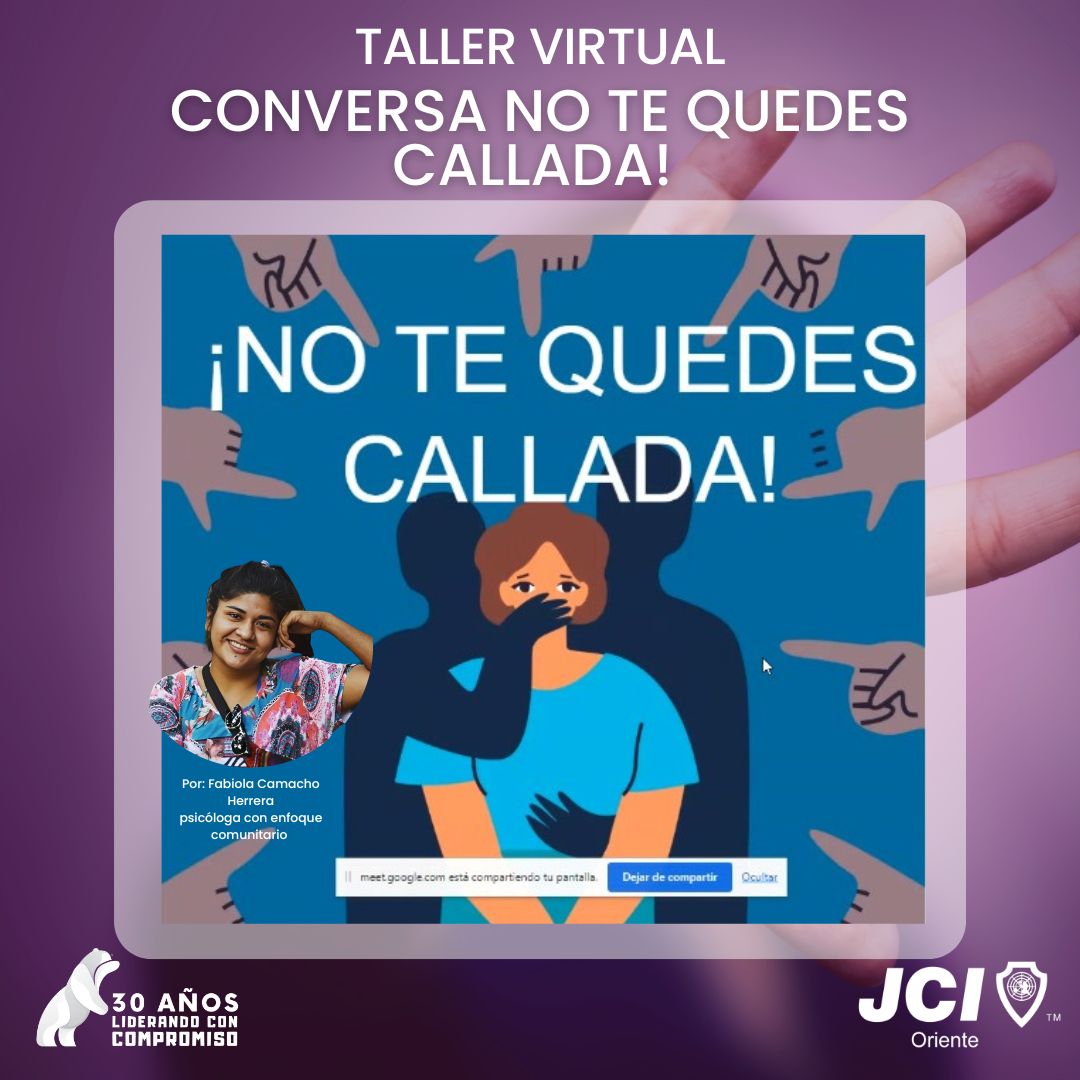 TALLER VIRTUAL
CONVERSA NO TE QUEDES
CALLADA!
¡NO TE QUEDES
CALLADA!
Por: Fabiola Camacho
Herrera
psicóloga con enfoque
comunitario
meet.google.com está compartiendo tu pantalla.
Dejar de compartir
Ocultar
30 AÑOS
LIDERANDO CON
COMPROMISO
JCI
TM
Oriente